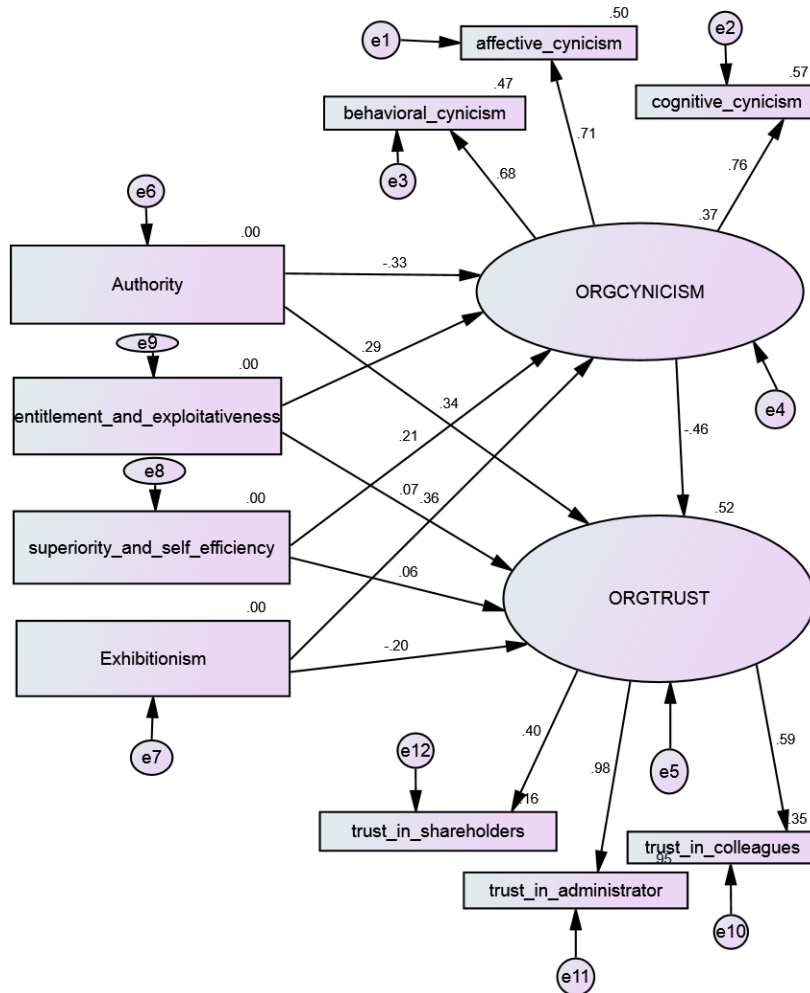 .50
e1
affective_cynicism
e2
.57
.47
cognitive_cynicism
behavioral_cynicism
.71
.76
e3
.68
e6
.37
.00
-.33
Authority
ORGCYNICISM
e9
.00
.29
e4
entitlement_and_exploitativeness
.34
.21
-.46
e8
.07
.36
.00
.52
superiority_and_self_efficiency
.06
ORGTRUST
.00
Exhibitionism
-.20
e7
.40
.59
e12
.98
e5
.16
.35
trust_in_shareholders
trust_in_colleagues
.95
trust_in_administrator
e10
e11